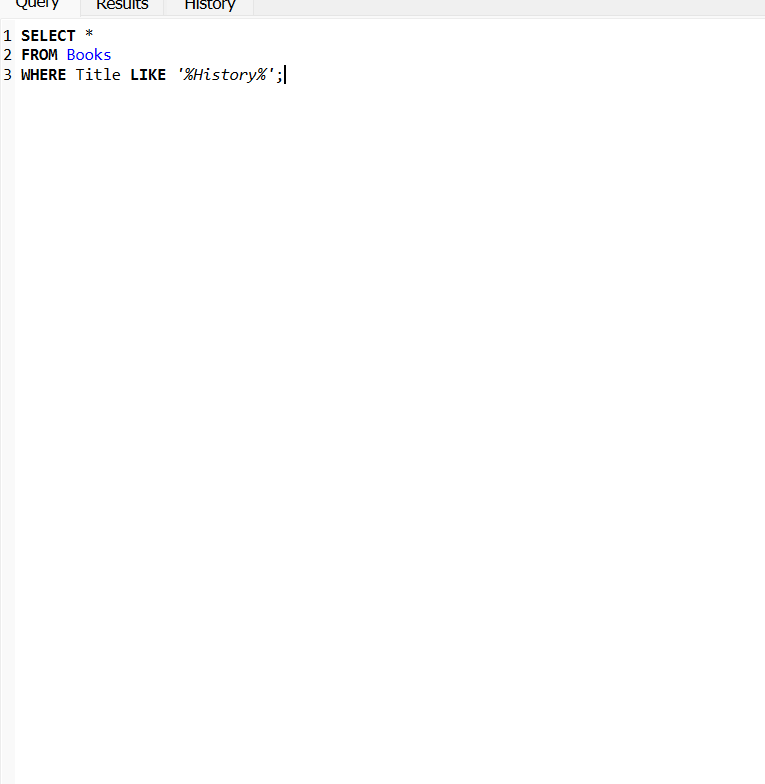 Query Results History
1 SELECT *
2 FROM Books
3 WHERE Title LIKE '%History%';